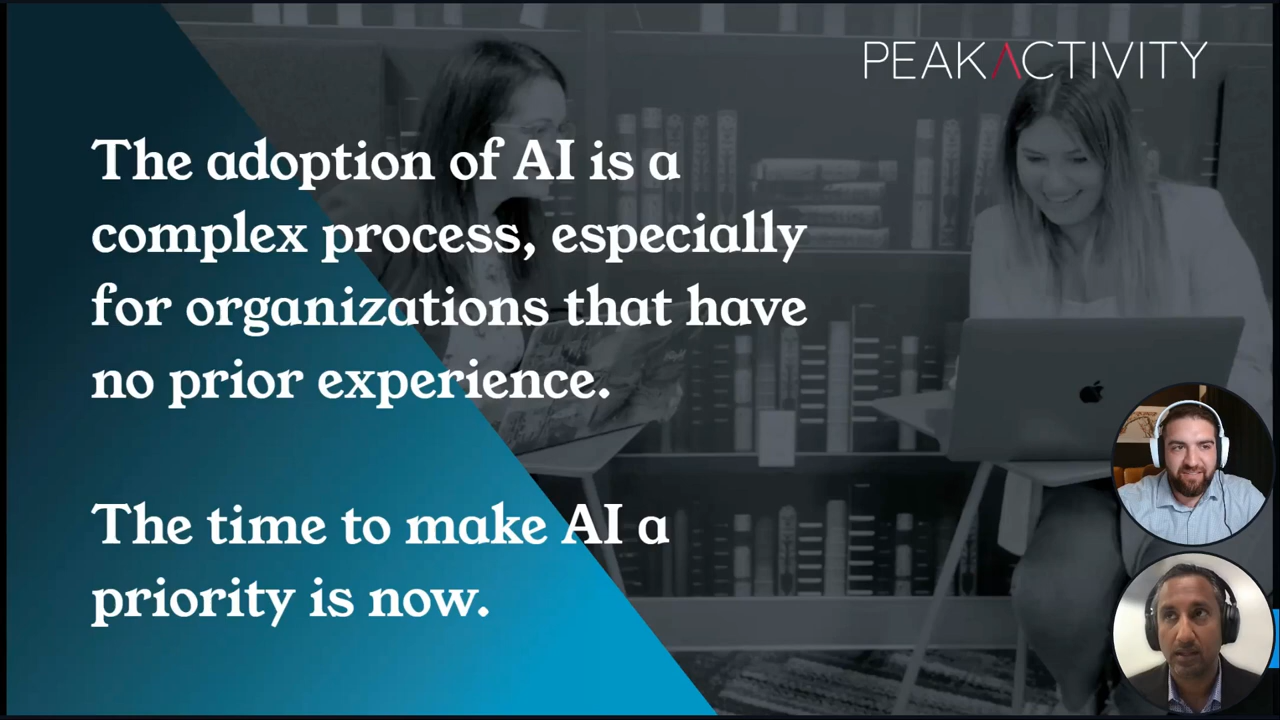 PEAKACTIVITY
The adoption of AI is a
complex process, especially
for organizations that have
no prior experience.
The time to make AI a
priority is now.